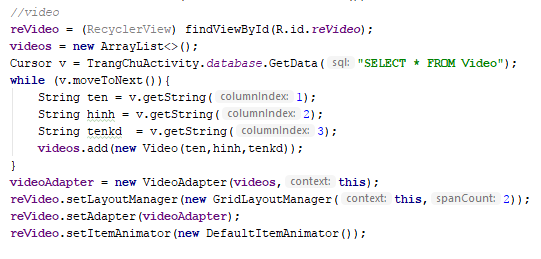 //video
reVideo = (RecyclerView) findViewById(R.id.reVideo);
videos = new ArrayList<>();
Cursor v = TrangChuActivity.database.GetData( sql: "SELECT * FROM Video");
while (v.moveToNext()){
String ten = v.getString( columnIndex: 1);
String hinh = v.getString( columnIndex: 2);
String tenkd  = v.getString( columnIndex: 3);
videos.add(new Video(ten,hinh,tenkd));
}
videoAdapter = new VideoAdapter(videos, context: this);
reVideo.setLayoutManager(new GridLayoutManager( context: this, spanCount: 2));
reVideo.setAdapter(videoAdapter);
reVideo.setItemAnimator(new DefaultItemAnimator());